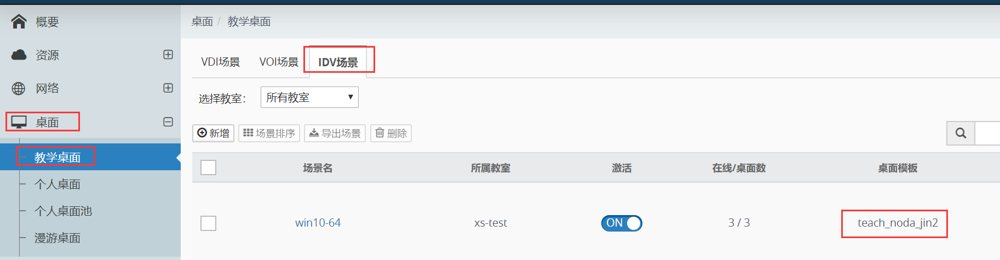 概要
资源
网络
桌面
教学桌面
个人桌面
个人桌面池
漫游桌面
桌面 / 教学桌面
VDI场景 VOI场景 IDV场景
选择教室： 所有教室
新增 场景排序 导出场景 删除
场景名 所属教室 激活 在线/桌面数 桌面模板
win10-64 xs-test ON 3 / 3 teach_noda_jin2